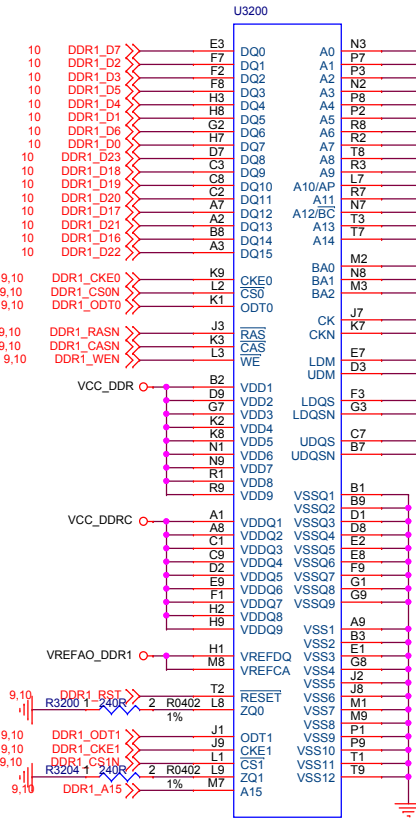 U3200
10 DDR1_D7 E3 DQ0 A0 N3
10 DDR1_D2 F7 DQ1 A1 P7
10 DDR1_D3 F2 DQ2 A2 P3
10 DDR1_D5 F8 DQ3 A3 N2
10 DDR1_D4 H3 DQ4 A4 P8
10 DDR1_D1 H8 DQ5 A5 P2
10 DDR1_D6 G2 DQ6 A6 R8
10 DDR1_D0 H7 DQ7 A7 R2
10 DDR1_D23 D7 DQ8 A8 T8
10 DDR1_D18 C3 DQ9 A9 R3
10 DDR1_D19 C8 DQ10 A10/AP L7
10 DDR1_D20 C2 DQ11 A11 R7
10 DDR1_D17 A7 DQ12 A12/BC N7
10 DDR1_D21 A2 DQ13 A13 T3
10 DDR1_D16 B8 DQ14 A14 T7
10 DDR1_D22 A3 DQ15
BA0 M2
9,10 DDR1_CKE0 K9 CKE0 BA1 N8
9,10 DDR1_CS0N L2 CS0 BA2 M3
9,10 DDR1_ODT0 K1 ODT0
CK J7
9,10 DDR1_RASN J3 RAS CKN K7
9,10 DDR1_CASN K3 CAS
9,10 DDR1_WEN L3 WE LDM E7
UDM D3
VCC_DDR B2 VDD1
D9 VDD2 LDQS F3
G7 VDD3 LDQSN G3
K2 VDD4
K8 VDD5 UDQS C7
N1 VDD6 UDQSN B7
N9 VDD7
R1 VDD8
R9 VDD9 VSSQ1 B1
VSSQ2 B9
VCC_DDRC A1 VDDQ1 VSSQ3 D1
A8 VDDQ2 VSSQ4 D8
C1 VDDQ3 VSSQ5 E2
C9 VDDQ4 VSSQ6 E8
D2 VDDQ5 VSSQ7 F9
E9 VDDQ6 VSSQ8 G1
F1 VDDQ7 VSSQ9 G9
H2 VDDQ8
H9 VDDQ9 VSS1 A9
VSS2 B3
VREFAO_DDR1 H1 VREFDQ VSS3 E1
M8 VREFCA VSS4 G8
VSS5 J2
9,10 DDR1_RST T2 RESET VSS6 J8
R3200 1 240R 2 R0402 L8 ZQ0 VSS7 M1
1% VSS8 M9
9,10 DDR1_ODT1 J1 ODT1 VSS9 P1
9,10 DDR1_CKE1 J9 CKE1 VSS10 P9
9,10 DDR1_CS1N L1 CS1 VSS11 T1
R3204 1 240R 2 R0402 L9 ZQ1 VSS12 T9
9,10 DDR1_A15 1% M7 A15